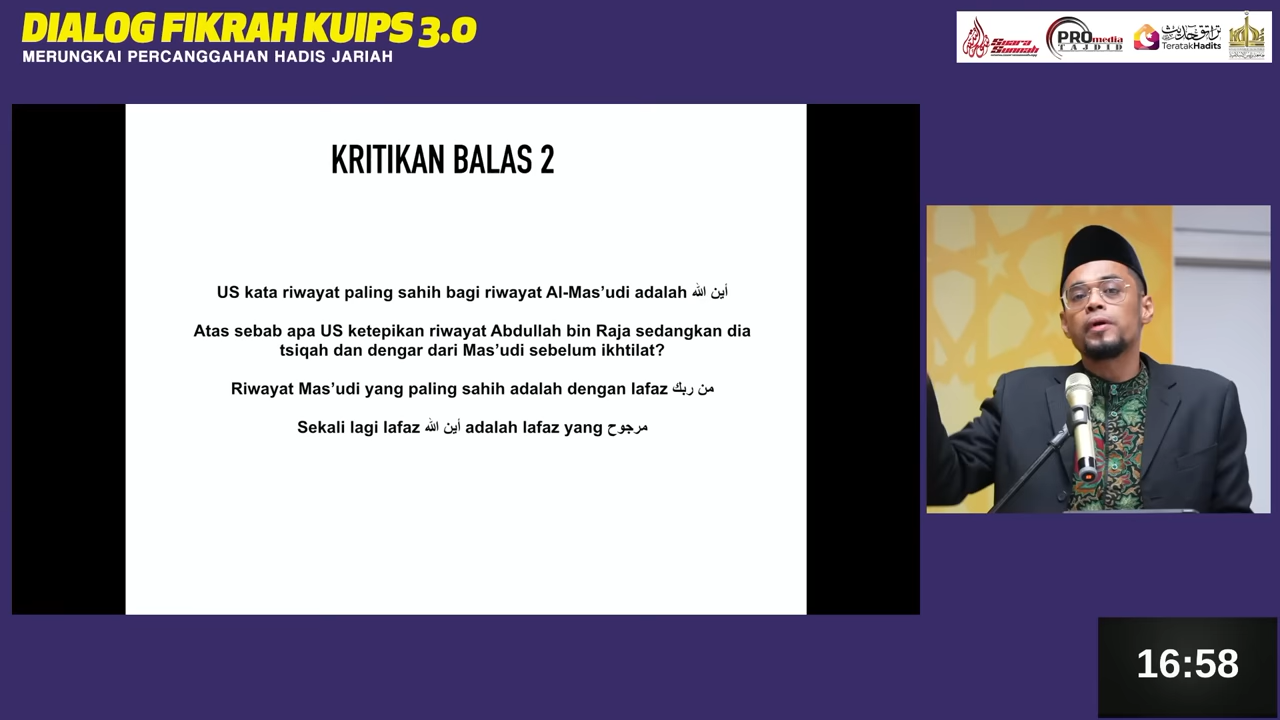 DIALOG FIKRAH KUIPS 3.0
MERUNGKAI PERCANGGAHAN HADIS JARIAH
Suara Sunnah
PROmedia
TAJDID
TeratakHadits
KRITIKAN BALAS 2
US kata riwayat paling sahih bagi riwayat Al-Mas’udi adalah أين الله
Atas sebab apa US ketepikan riwayat Abdullah bin Raja sedangkan dia
tsiqah dan dengar dari Mas’udi sebelum ikhtilat?
Riwayat Mas’udi yang paling sahih adalah dengan lafaz من ربك
Sekali lagi lafaz أين الله adalah lafaz yang مرجوح
16:58